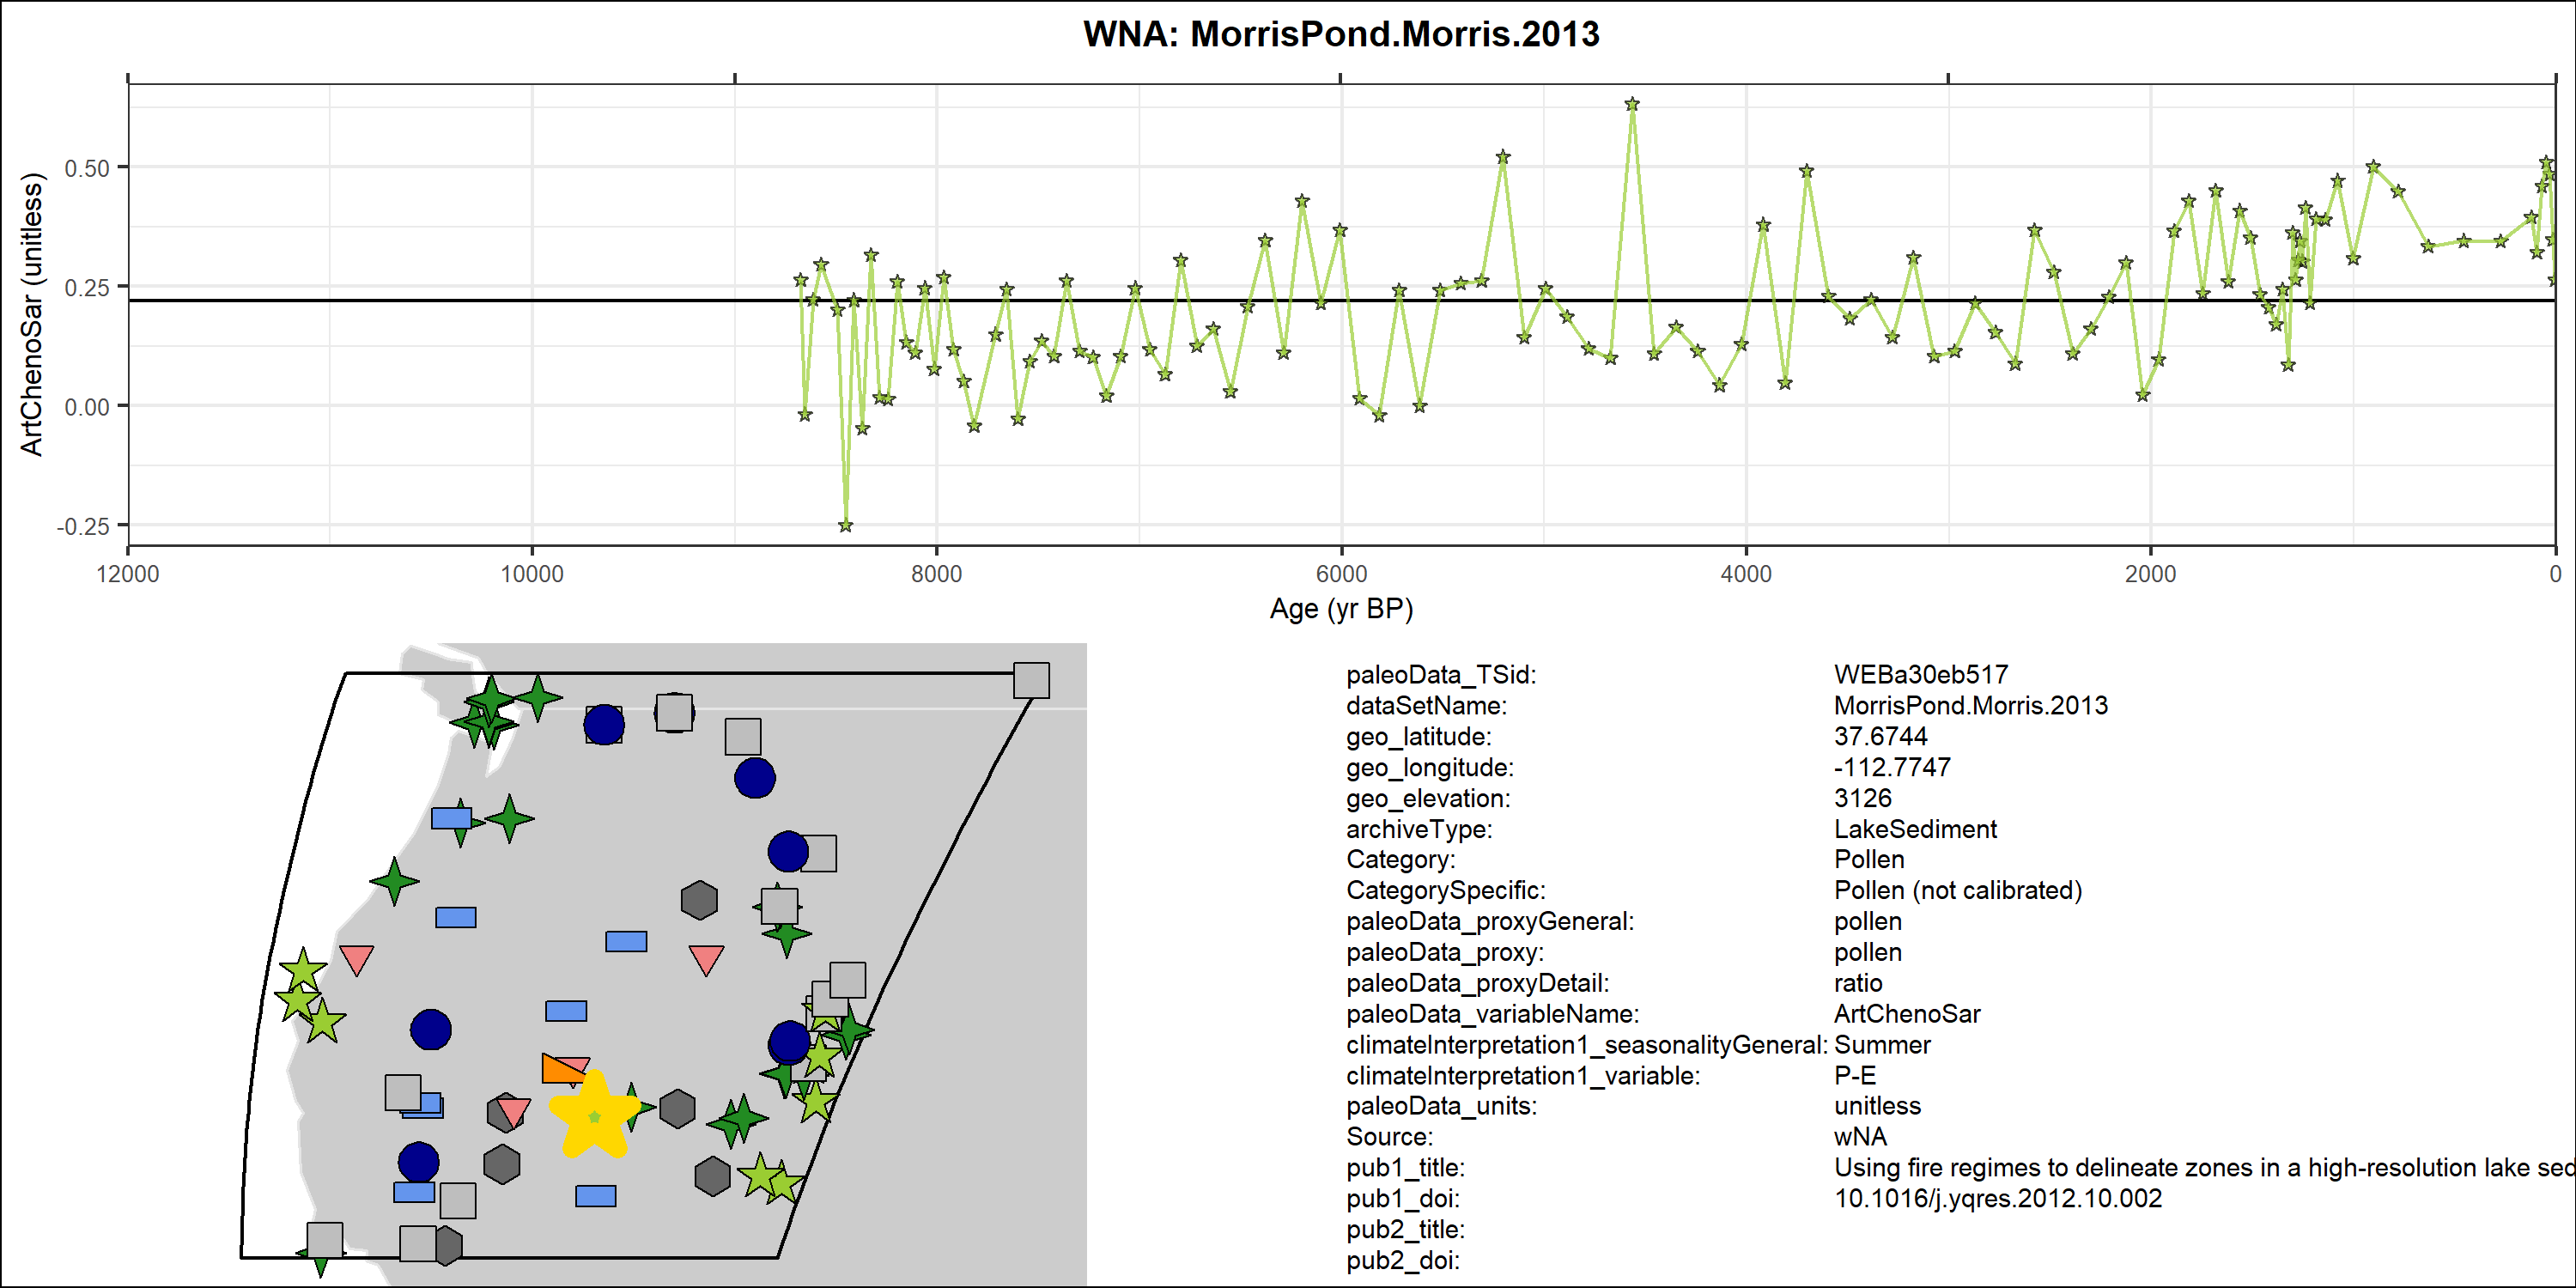 WNA: MorrisPond.Morris.2013
ArtChenoSar (unitless)
0.50
0.25
0.00
-0.25
12000 10000 8000 6000 4000 2000 0
Age (yr BP)
paleoData_TSid: WEBa30eb517
dataSetName: MorrisPond.Morris.2013
geo_latitude: 37.6744
geo_longitude: -112.7747
geo_elevation: 3126
archiveType: LakeSediment
Category: Pollen
CategorySpecific: Pollen (not calibrated)
paleoData_proxyGeneral: pollen
paleoData_proxy: pollen
paleoData_proxyDetail: ratio
paleoData_variableName: ArtChenoSar
climateInterpretation1_seasonalityGeneral: Summer
climateInterpretation1_variable: P-E
paleoData_units: unitless
Source: wNA
pub1_title: Using fire regimes to delineate zones in a high-resolution lake sed
pub1_doi: 10.1016/j.yqres.2012.10.002
pub2_title:
pub2_doi: